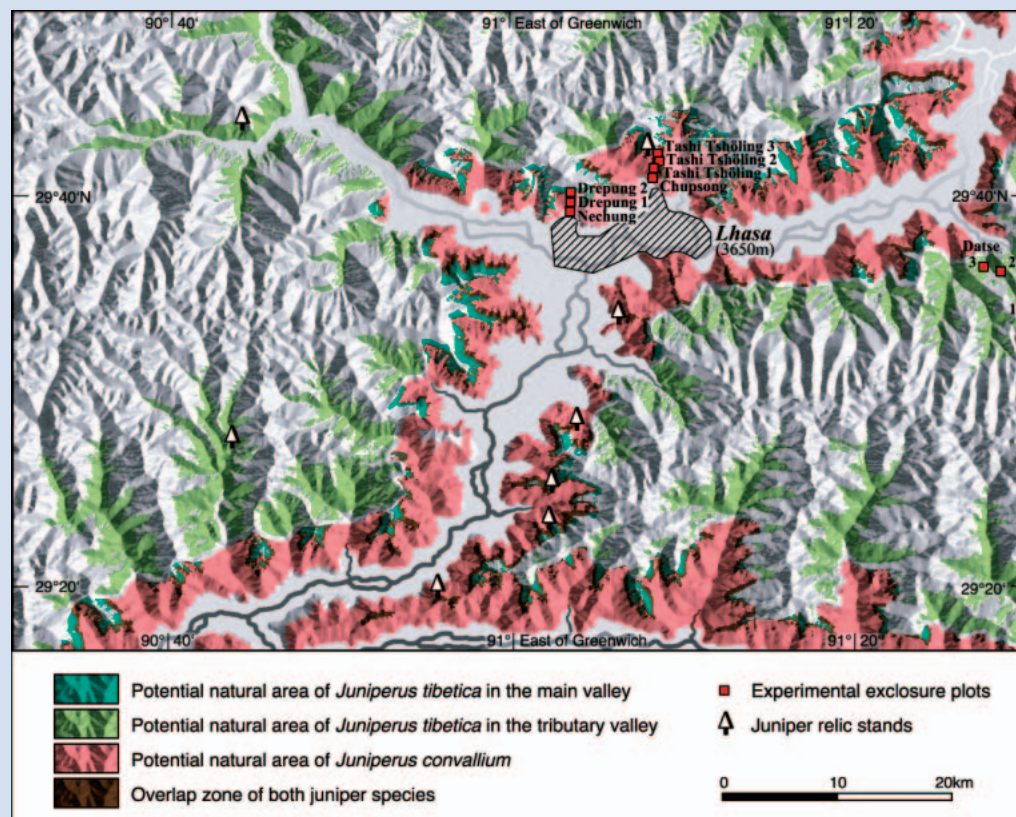 90° 40'
91° East of Greenwich
91° 20'
Tashi Tshöling 3
Tashi Tshöling 2
Tashi Tshöling 1
Chupsong
29° 40'
Drepung 2
Drepung 1
Nechung
29° 40'N
Lhasa
(3650m)
Datse
3
2
1
29° 20'
29° 20'
90° 40'
91° East of Greenwich
91° 20'
Potential natural area of Juniperus tibetica in the main valley
Potential natural area of Juniperus tibetica in the tributary valley
Potential natural area of Juniperus convallium
Overlap zone of both juniper species
Experimental exclosure plots
Juniper relic stands
0 10 20km